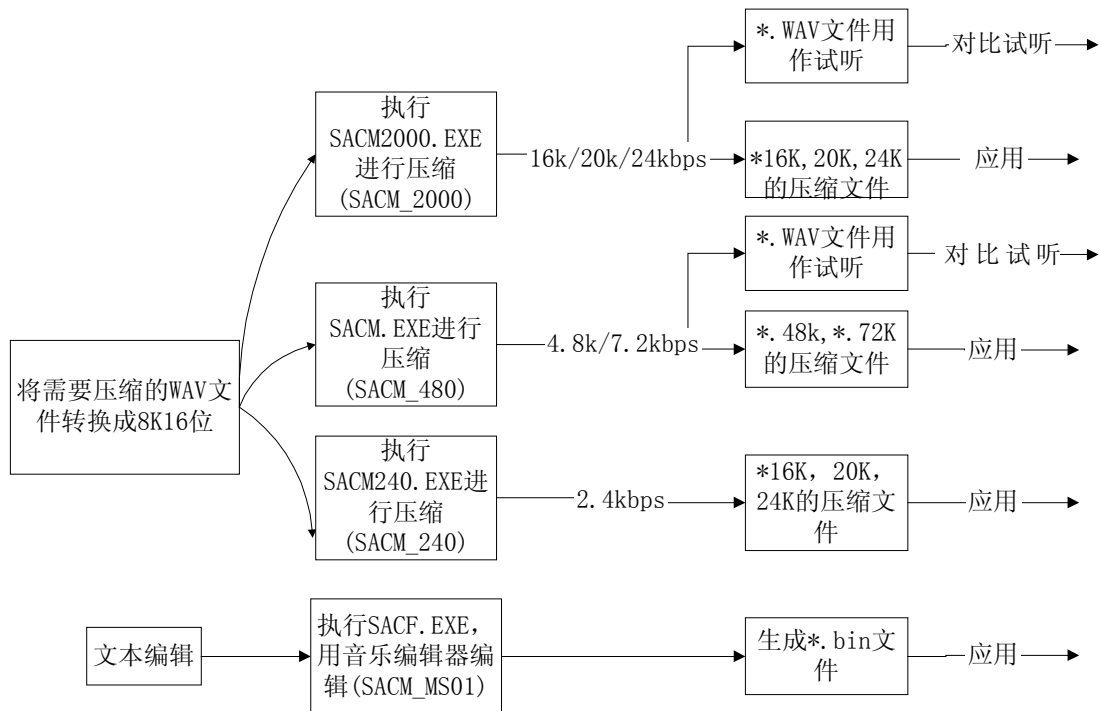 *.WAV文件用
作试听
对比试听
执行
SACM2000.EXE
进行压缩
(SACM_2000)
16k/20k/24kbps
*16K,20K,24K
的压缩文件
应用
*.WAV文件用
作试听
对比试听
执行
SACM.EXE进行
压缩
(SACM_480)
4.8k/7.2kbps
*.48k,*.72K
的压缩文件
应用
将需要压缩的WAV文
件转换成8K16位
执行
SACM240.EXE进
行压缩
(SACM_240)
2.4kbps
*16K, 20K,
24K的压缩文
件
应用
文本编辑
执行SACF.EXE,
用音乐编辑器编
辑(SACM_MS01)
生成*.bin文
件
应用